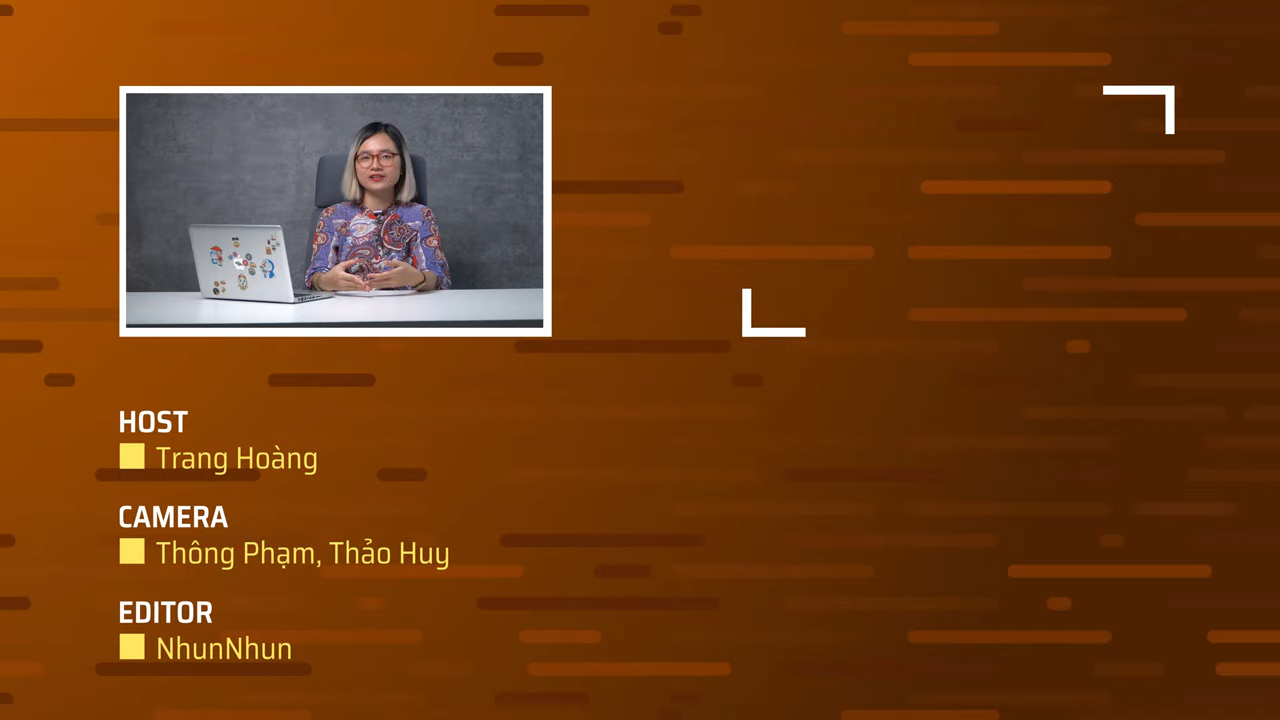 HOST
Trang Hoàng
CAMERA
Thông Phạm, Thảo Huy
EDITOR
NhunNhun